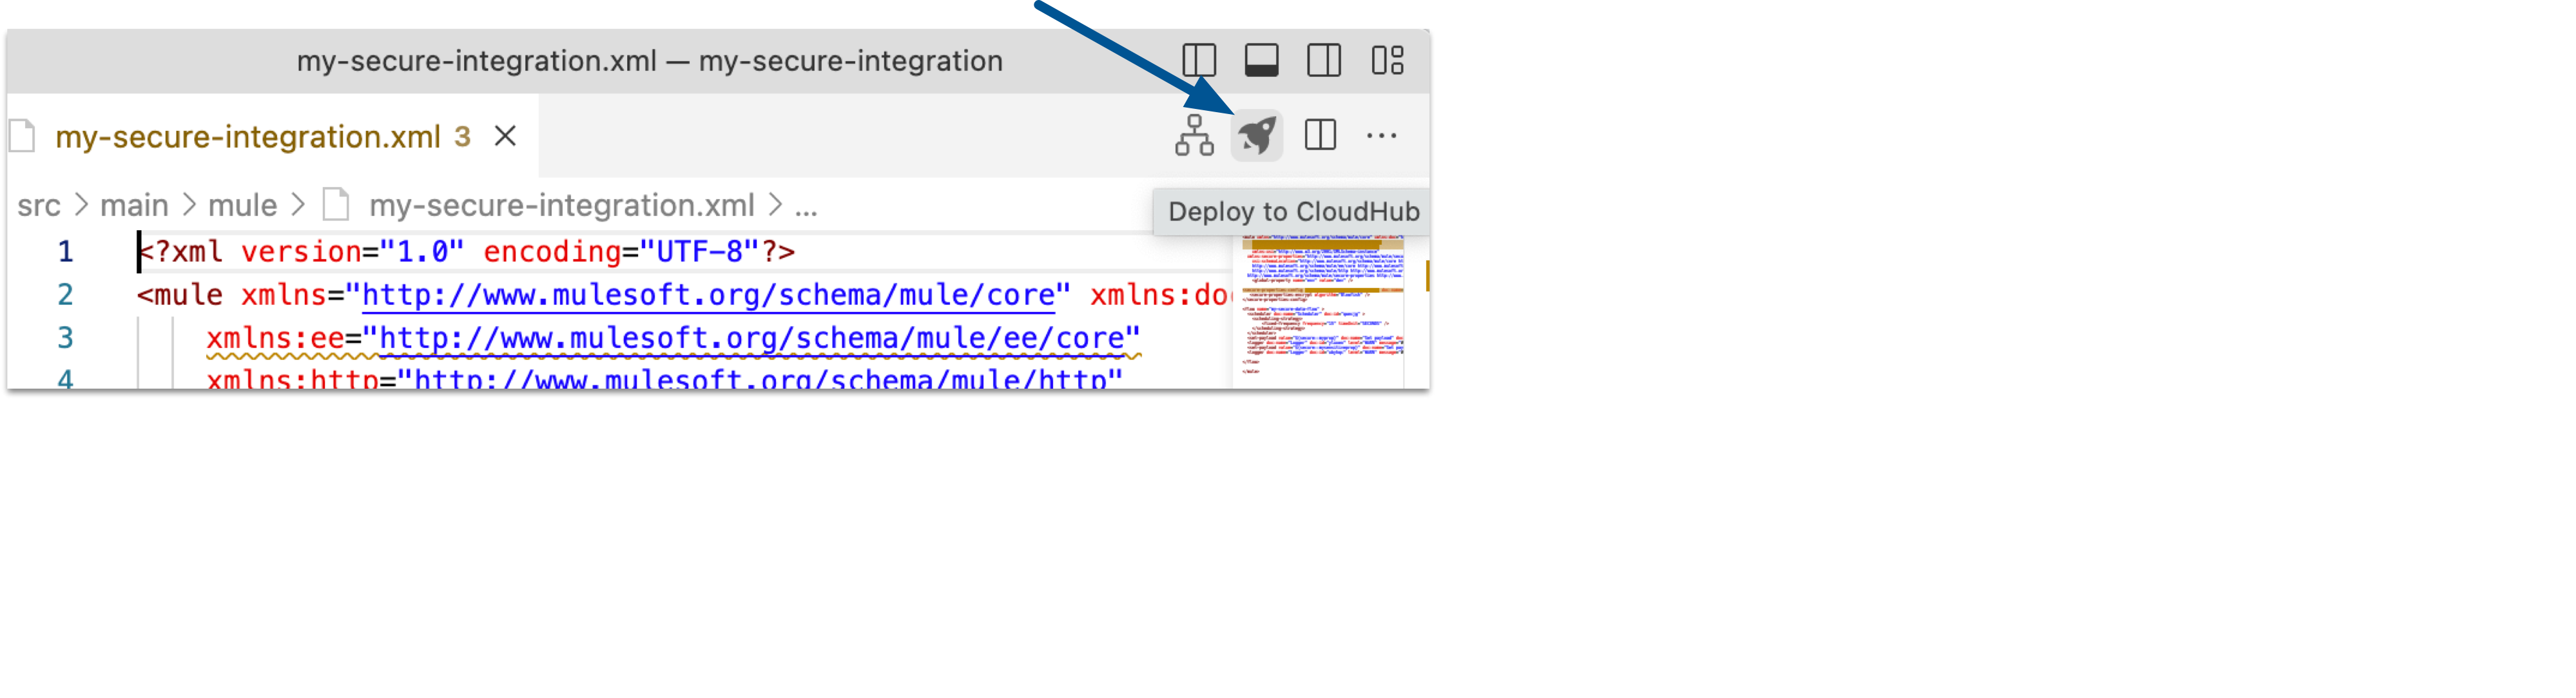 my-secure-integration.xml — my-secure-integration
my-secure-integration.xml 3
src > main > mule > my-secure-integration.xml > ...
Deploy to CloudHub
1 <?xml version="1.0" encoding="UTF-8"?>
2 <mule xmlns="http://www.mulesoft.org/schema/mule/core" xmlns:do
3 xmlns:ee="http://www.mulesoft.org/schema/mule/ee/core"
4 xmlns:http="http://www.mulesoft.org/schema/mule/http"